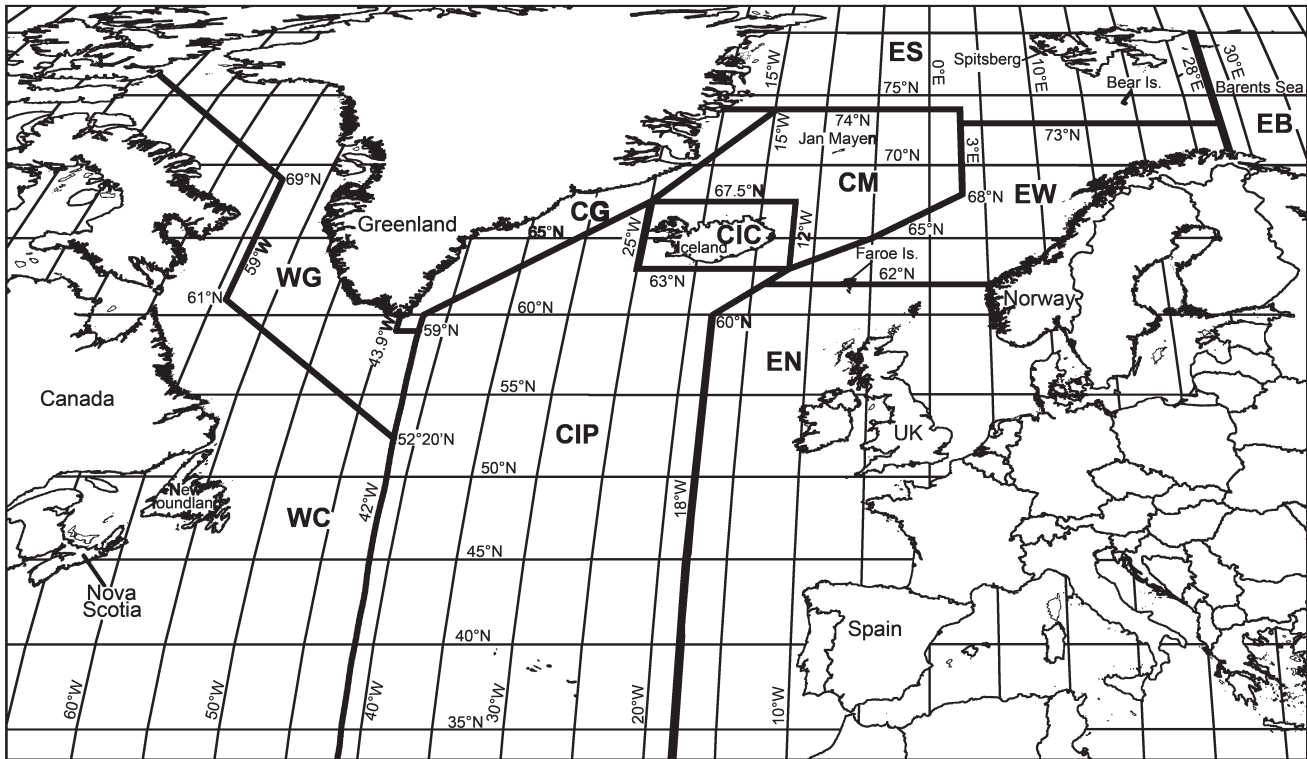 ES
Spitsberg
15°W
0°E
10°E
28°E
30°E
75°N
Bear Is.
Barents Sea
EB
74°N
15°W
Jan Mayen
73°N
3°E
70°N
69°N
CM
67.5°N
68°N
EW
Greenland
CG
65°N
25°W
CIC
Iceland
12°W
65°N
59°W
WG
Faroe Is.
63°N
62°N
61°N
Norway
60°N
60°N
43.9°W
59°N
EN
55°N
Canada
52°20'N
CIP
UK
50°N
New
foundland
42°W
18°W
WC
45°N
Nova
Scotia
Spain
40°N
60°W
50°W
40°W
30°W
20°W
10°W
35°N